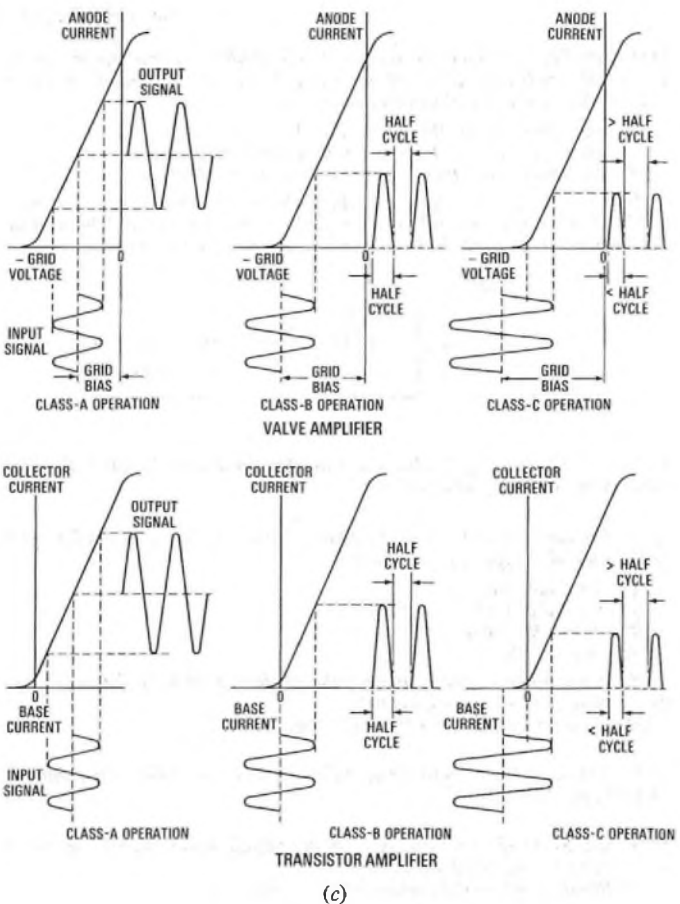 ANODE
CURRENT
OUTPUT
SIGNAL
0
– GRID
VOLTAGE
INPUT
SIGNAL
GRID
BIAS
CLASS-A OPERATION
ANODE
CURRENT
HALF
CYCLE
0
– GRID
VOLTAGE
HALF
CYCLE
GRID
BIAS
CLASS-B OPERATION
ANODE
CURRENT
> HALF
CYCLE
0
– GRID
VOLTAGE
< HALF
CYCLE
GRID
BIAS
CLASS-C OPERATION
VALVE AMPLIFIER
COLLECTOR
CURRENT
OUTPUT
SIGNAL
0
BASE
CURRENT
INPUT
SIGNAL
CLASS-A OPERATION
COLLECTOR
CURRENT
HALF
CYCLE
0
BASE
CURRENT
HALF
CYCLE
CLASS-B OPERATION
COLLECTOR
CURRENT
> HALF
CYCLE
0
BASE
CURRENT
< HALF
CYCLE
CLASS-C OPERATION
TRANSISTOR AMPLIFIER
(c)